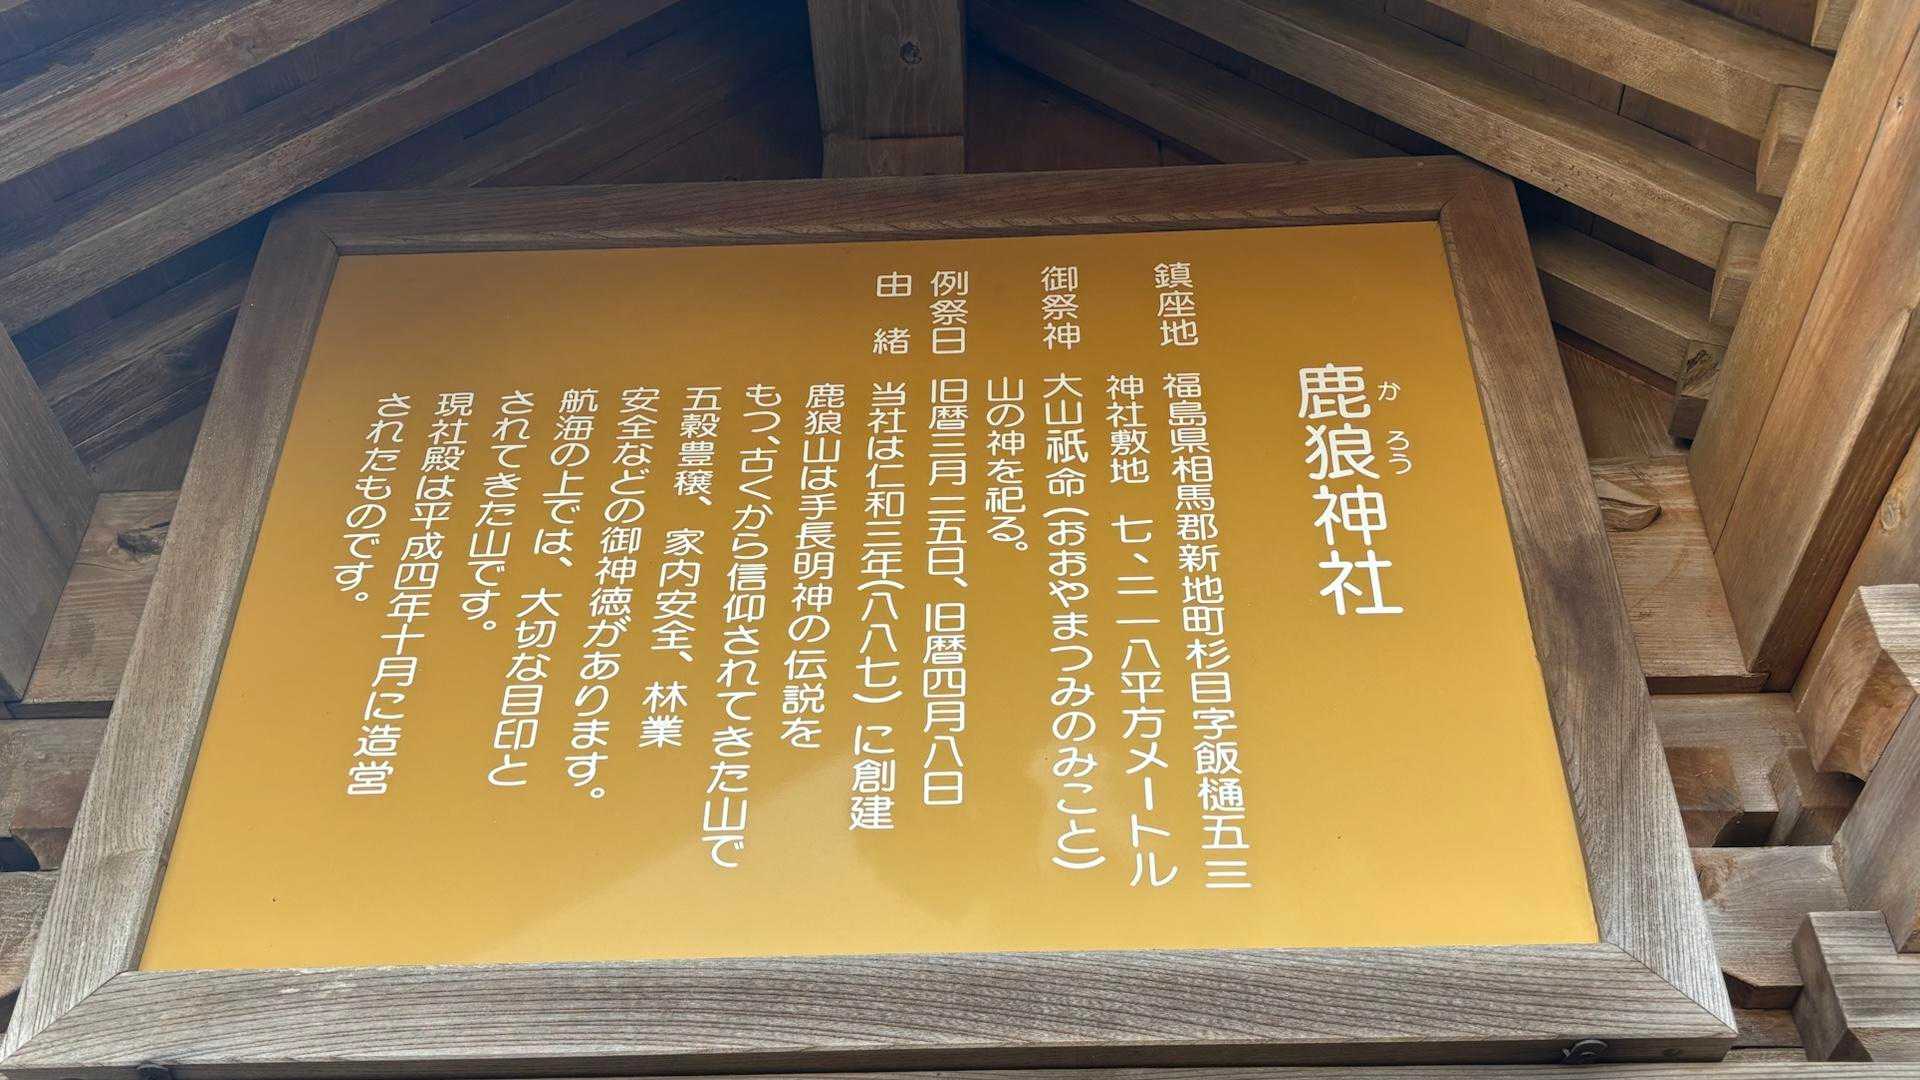 鹿狼神社
か ろう
鎮座地 福島県相馬郡新地町杉目字飯樋五三
神社敷地 七、二一八平方メートル
御祭神 大山祇命(おおやまつみのみこと)
山の神を祀る。
例祭日 旧暦三月二五日、旧暦四月八日
由緒 当社は仁和三年(八八七)に創建
鹿狼山は手長明神の伝説を
もつ、古くから信仰されてきた山で
五穀豊穣、家内安全、林業
安全などの御神徳があります。
航海の上では、大切な目印と
されてきた山です。
現社殿は平成四年十月に造営
されたものです。